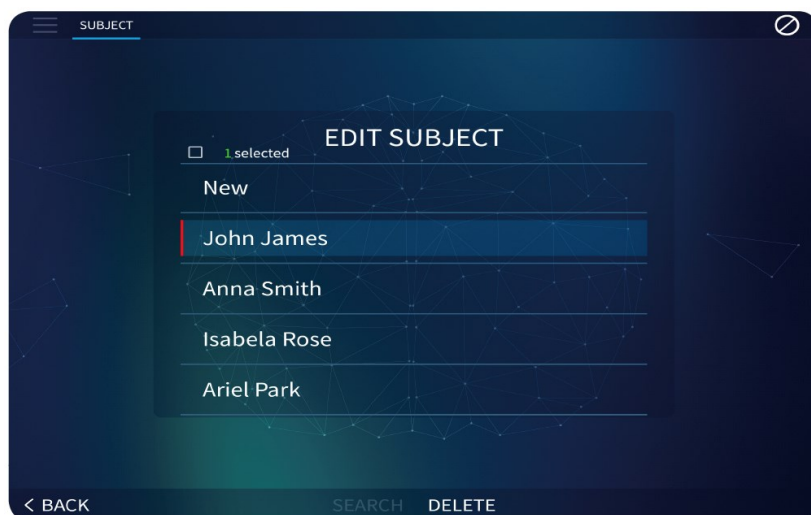 SUBJECT
EDIT SUBJECT
1 selected
New
John James
Anna Smith
Isabela Rose
Ariel Park
< BACK SEARCH DELETE